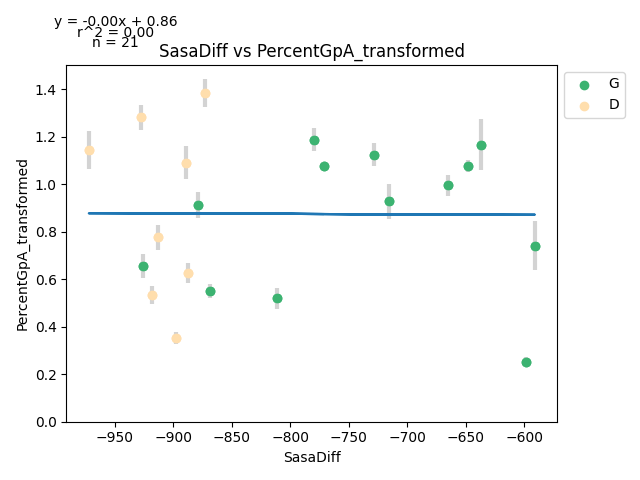 y = -0.00x + 0.86
r^2 = 0.00
n = 21
SasaDiff vs PercentGpA_transformed
G
D
PercentGpA_transformed
1.4
1.2
1.0
0.8
0.6
0.4
0.2
0.0
−950 −900 −850 −800 −750 −700 −650 −600
SasaDiff